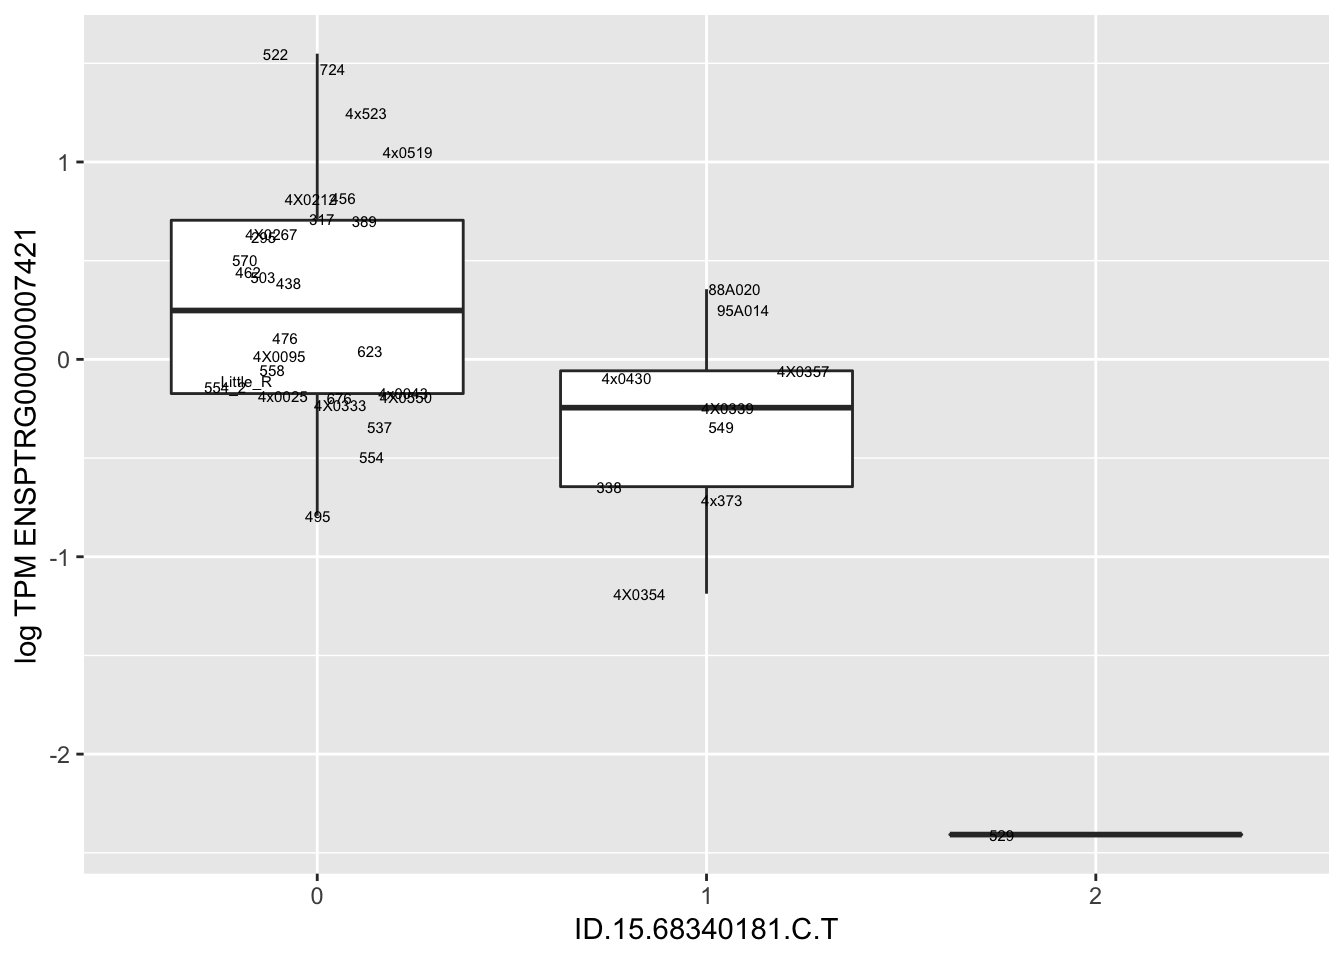 522
724
4x523
4x0519
4X0212
456
317
389
4X0267
295
570
462
503
438
476
623
4X0095
558
Little_R
554_2
4x0025
4x0043
4X0550
676
4X0333
537
554
495
88A020
95A014
4X0357
4x0430
4X0339
549
338
4x373
4X0354
529
1
0
-1
-2
log TPM ENSPTRG00000007421
0
1
2
ID.15.68340181.C.T